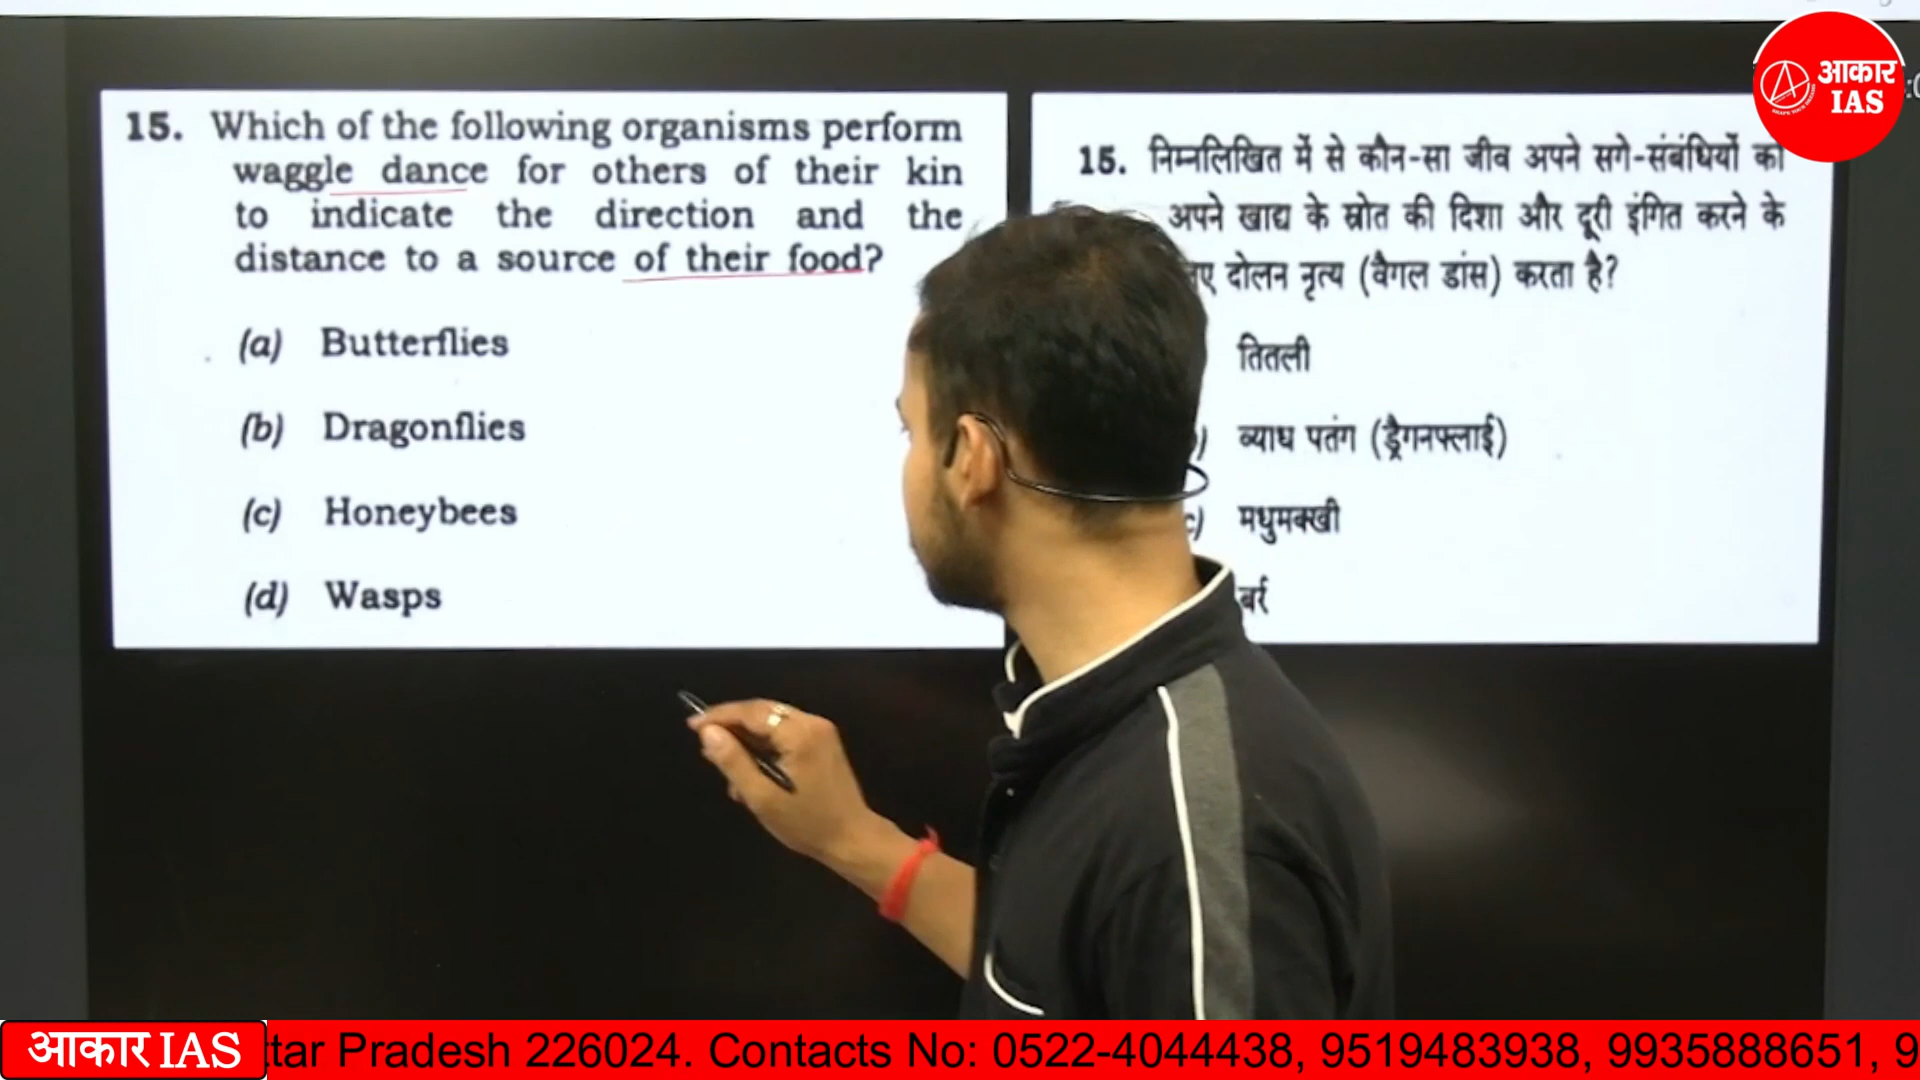 15. Which of the following organisms perform
waggle dance for others of their kin
to indicate the direction and the
distance to a source of their food?
(a) Butterflies
(b) Dragonflies
(c) Honeybees
(d) Wasps
15. निम्नलिखित में से कौन-सा जीव अपने सगे-संबंधियों को
अपने खाद्य के स्रोत की दिशा और दूरी इंगित करने के
दोलन नृत्य (वैगल डांस) करता है?
तितली
व्याध पतंग (ड्रैगनफ्लाई)
मधुमक्खी
बर्र
आकार
IAS
आकार IAS
ttar Pradesh 226024. Contacts No: 0522-4044438, 9519483938, 9935888651, 9